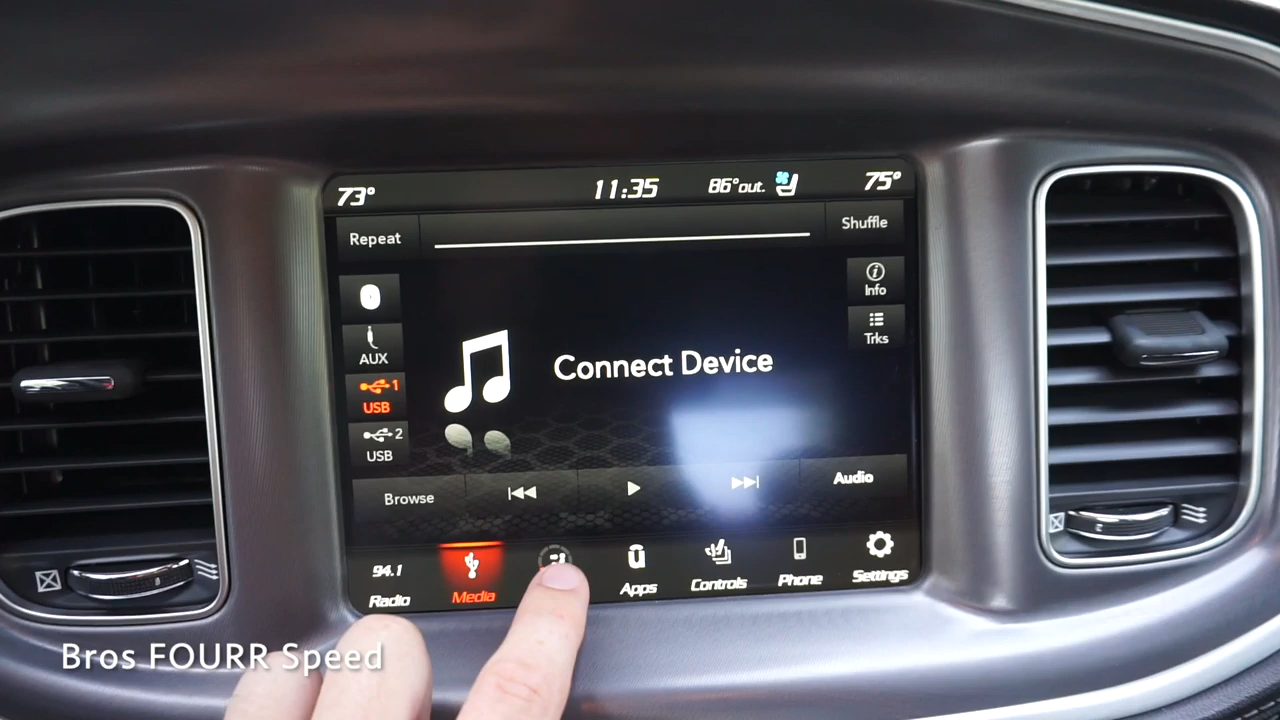 73° 11:35 86°out. 75°
Repeat
Shuffle
Info
AUX
Trks
1
USB
Connect Device
2
USB
Browse
Audio
94.1
Radio
Media
Apps
Controls
Phone
Settings
Bros FOURR Speed